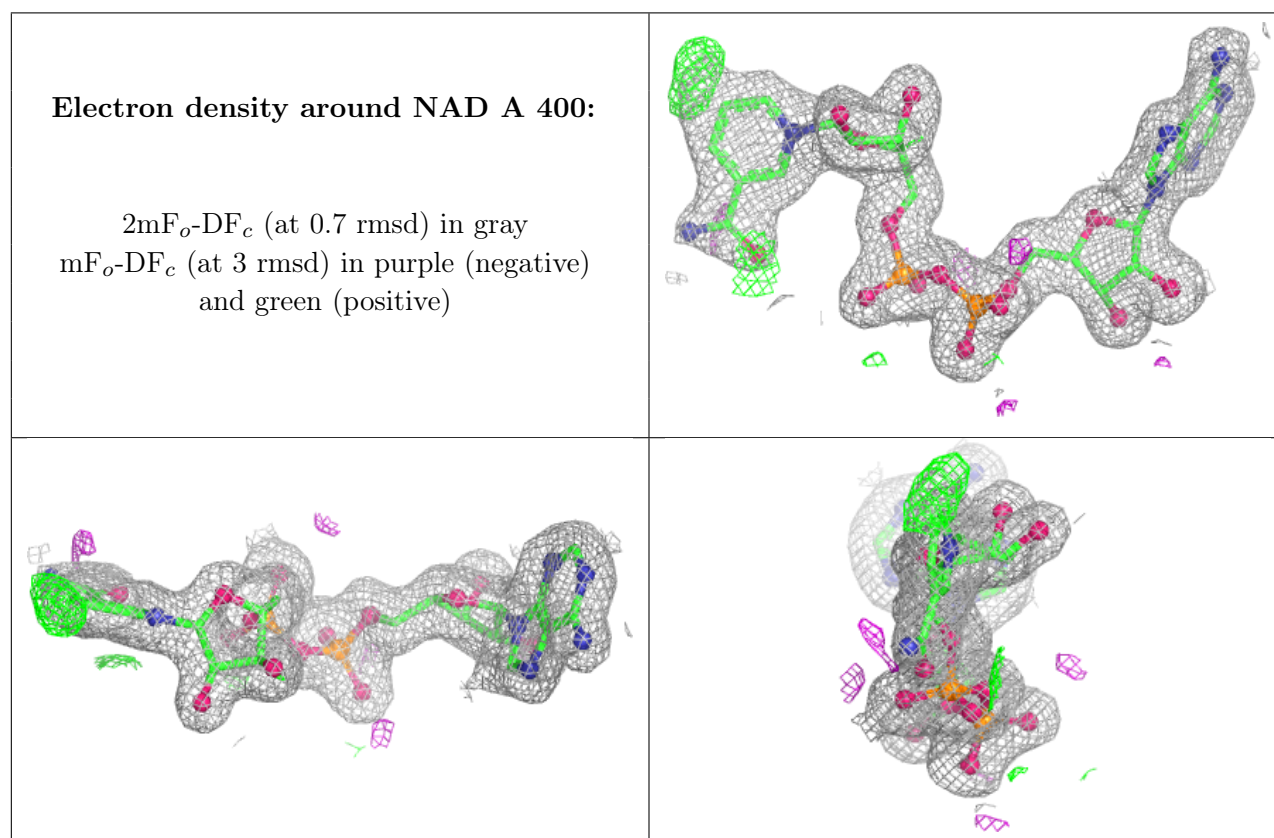 Electron density around NAD A 400:
2mFo-DFc (at 0.7 rmsd) in gray
mFo-DFc (at 3 rmsd) in purple (negative)
and green (positive)